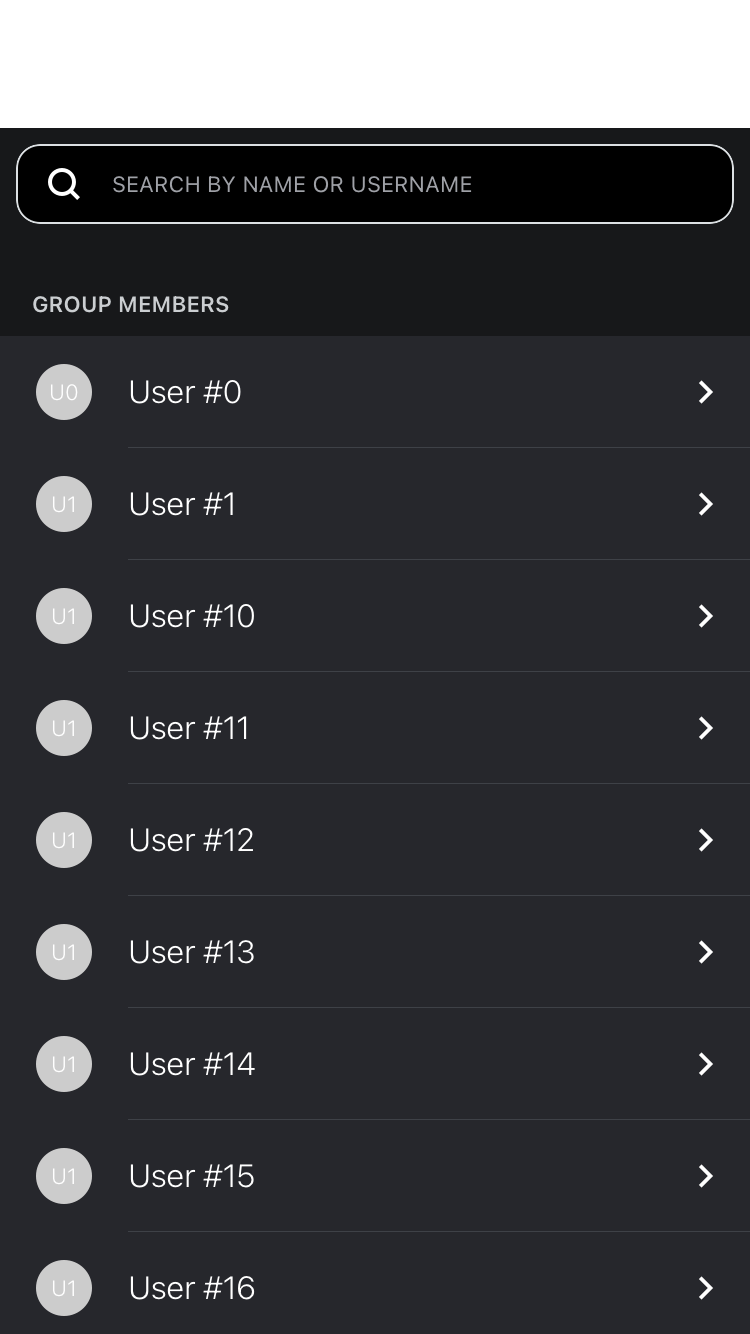 SEARCH BY NAME OR USERNAME
GROUP MEMBERS
U0 User #0
U1 User #1
U1 User #10
U1 User #11
U1 User #12
U1 User #13
U1 User #14
U1 User #15
U1 User #16